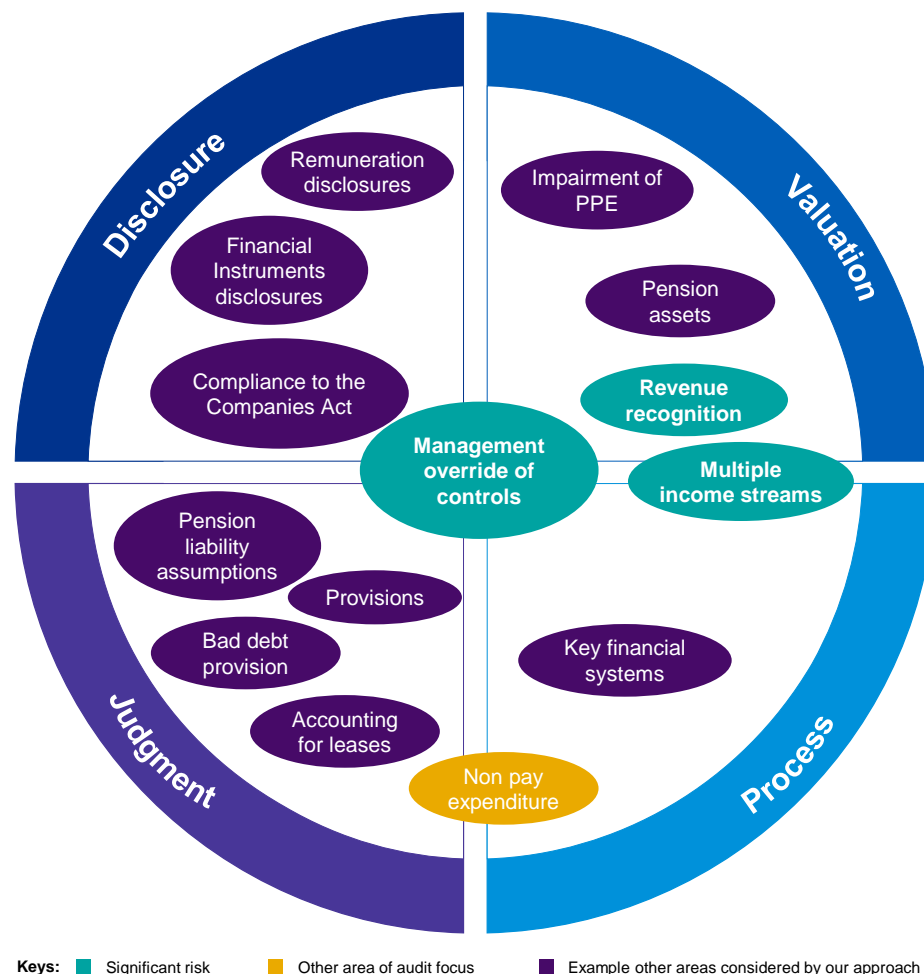 Disclosure
Remuneration
disclosures
Financial
Instruments
disclosures
Compliance to the
Companies Act
Valuation
Impairment of
PPE
Pension
assets
Revenue
recognition
Multiple
income streams
Management
override of
controls
Judgment
Pension
liability
assumptions
Provisions
Bad debt
provision
Accounting
for leases
Process
Key financial
systems
Non pay
expenditure
Keys: Significant risk Other area of audit focus Example other areas considered by our approach